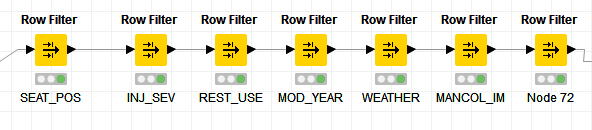 Row Filter Row Filter Row Filter Row Filter Row Filter Row Filter Row Filter
SEAT_POS INJ_SEV REST_USE MOD_YEAR WEATHER MANCOL_IM Node 72